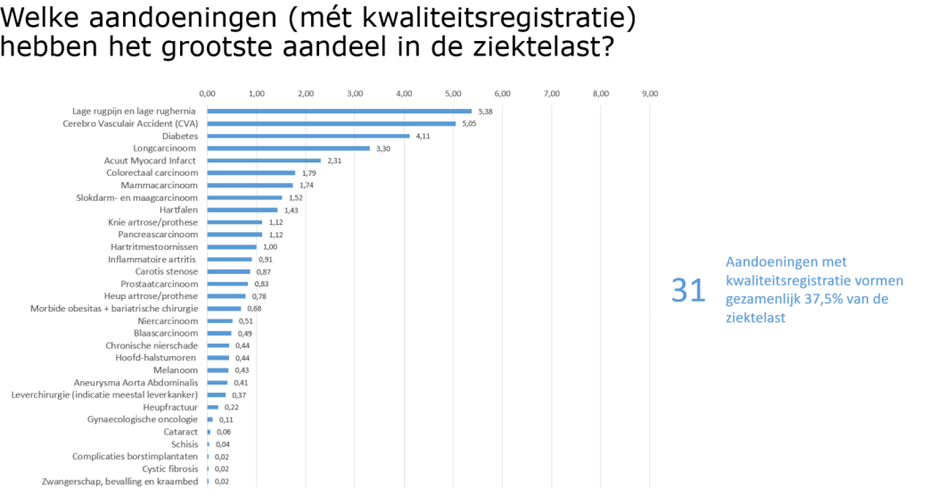 Welke aandoeningen (mét kwaliteitsregistratie)
hebben het grootste aandeel in de ziektelast?
0,00 1,00 2,00 3,00 4,00 5,00 6,00 7,00 8,00 9,00
Lage rugpijn en lage rughernia 5,38
Cerebro Vasculair Accident (CVA) 5,05
Diabetes 4,11
Longcarcinoom 3,30
Acuut Myocard Infarct 2,31
Colorectaal carcinoom 1,79
Mammacarcinoom 1,74
Slokdarm- en maagcarcinoom 1,52
Hartfalen 1,43
Knie artrose/prothese 1,12
Pancreascarcinoom 1,12
Hartritmestoornissen 1,00
Inflammatoire artritis 0,91
Carotis stenose 0,87
Prostaatcarcinoom 0,83
Heup artrose/prothese 0,78
Morbide obesitas + bariatrische chirurgie 0,68
Niercarcinoom 0,51
Blaascarcinoom 0,49
Chronische nierschade 0,44
Hoofd-halstumoren 0,44
Melanoom 0,43
Aneurysma Aorta Abdominalis 0,41
Leverchirurgie (indicatie meestal leverkanker) 0,37
Heupfractuur 0,22
Gynaecologische oncologie 0,11
Cataract 0,06
Schisis 0,04
Complicaties borstimplantaten 0,02
Cystic fibrosis 0,02
Zwangerschap, bevalling en kraambed 0,02
31
Aandoeningen met
kwaliteitsregistratie vormen
gezamenlijk 37,5% van de
ziektelast